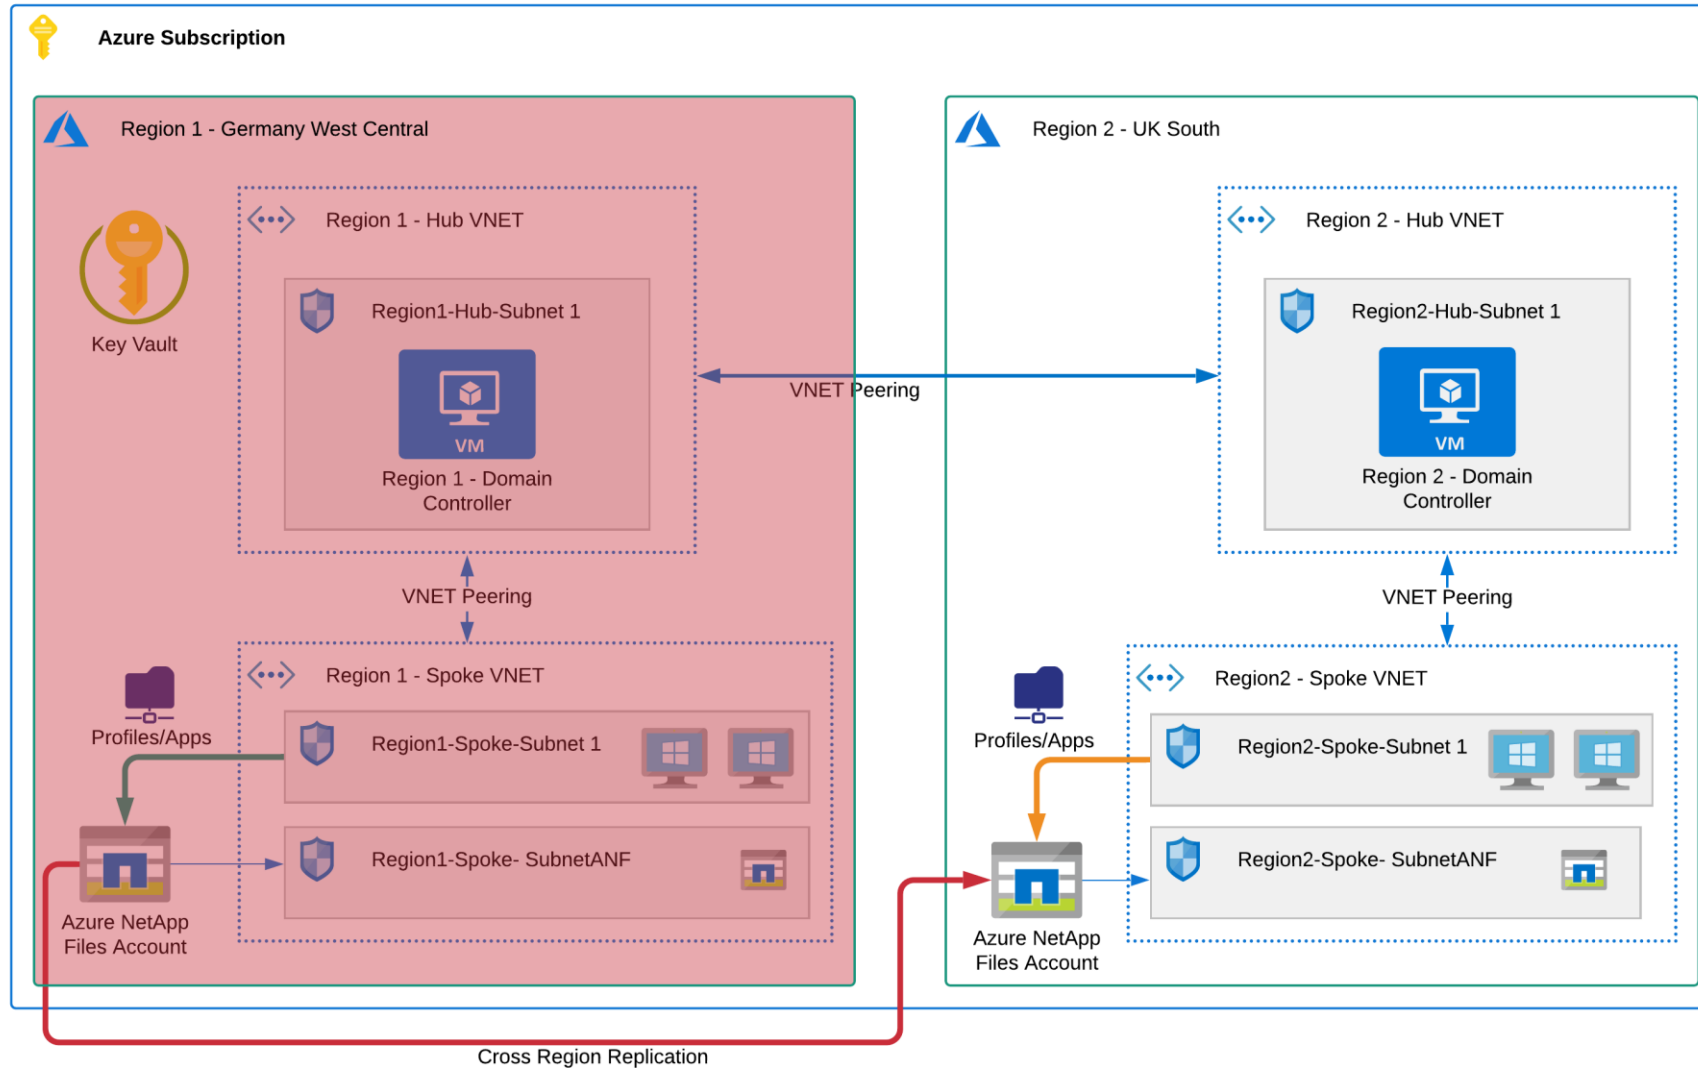 Azure Subscription
Region 1 - Germany West Central
Key Vault
Region 1 - Hub VNET
Region1-Hub-Subnet 1
VM
Region 1 - Domain
Controller
VNET Peering
Region 1 - Spoke VNET
Profiles/Apps
Region1-Spoke-Subnet 1
Region1-Spoke- SubnetANF
Azure NetApp
Files Account
VNET Peering
Region 2 - UK South
Region 2 - Hub VNET
Region2-Hub-Subnet 1
VM
Region 2 - Domain
Controller
VNET Peering
Region2 - Spoke VNET
Profiles/Apps
Region2-Spoke-Subnet 1
Region2-Spoke- SubnetANF
Azure NetApp
Files Account
Cross Region Replication